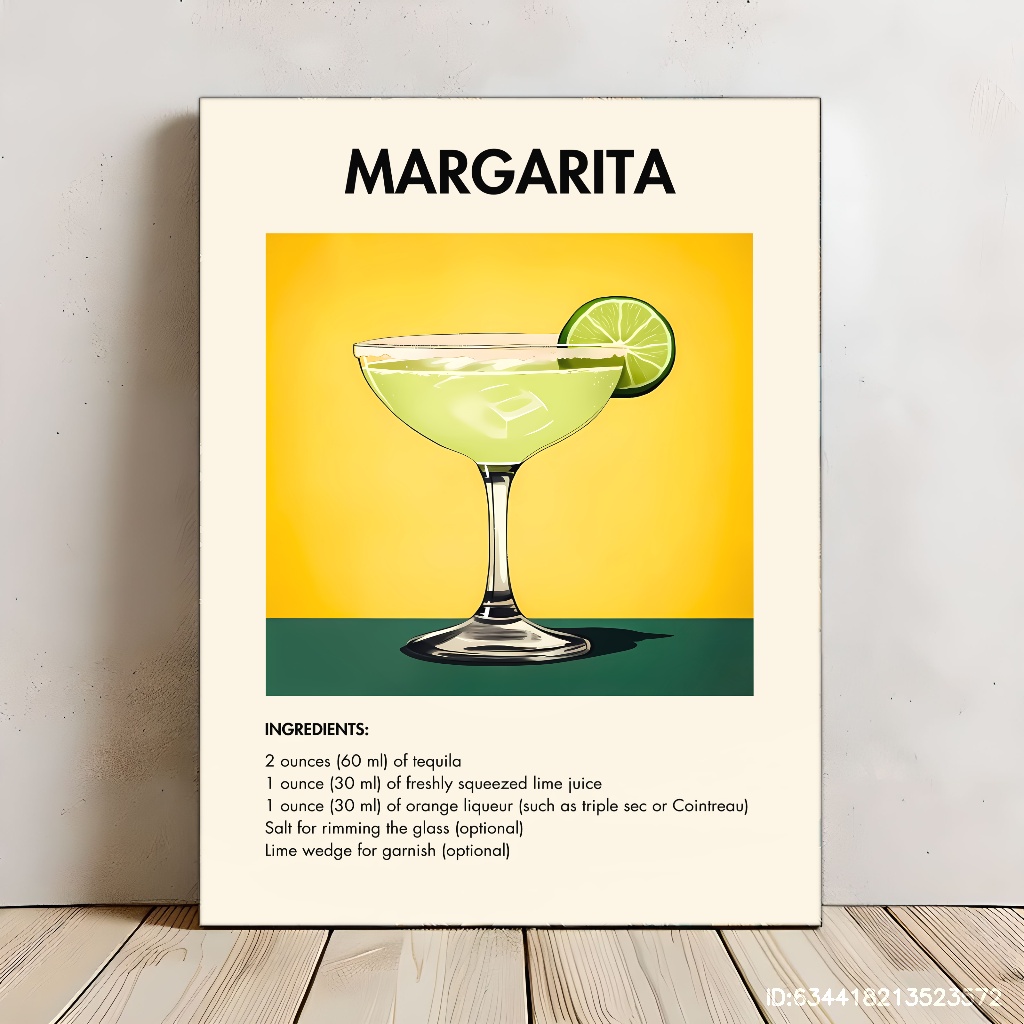 MARGARITA
INGREDIENTS:
2 ounces (60 ml) of tequila
1 ounce (30 ml) of freshly squeezed lime juice
1 ounce (30 ml) of orange liqueur (such as triple sec or Cointreau)
Salt for rimming the glass (optional)
Lime wedge for garnish (optional)
ID:634418213523572